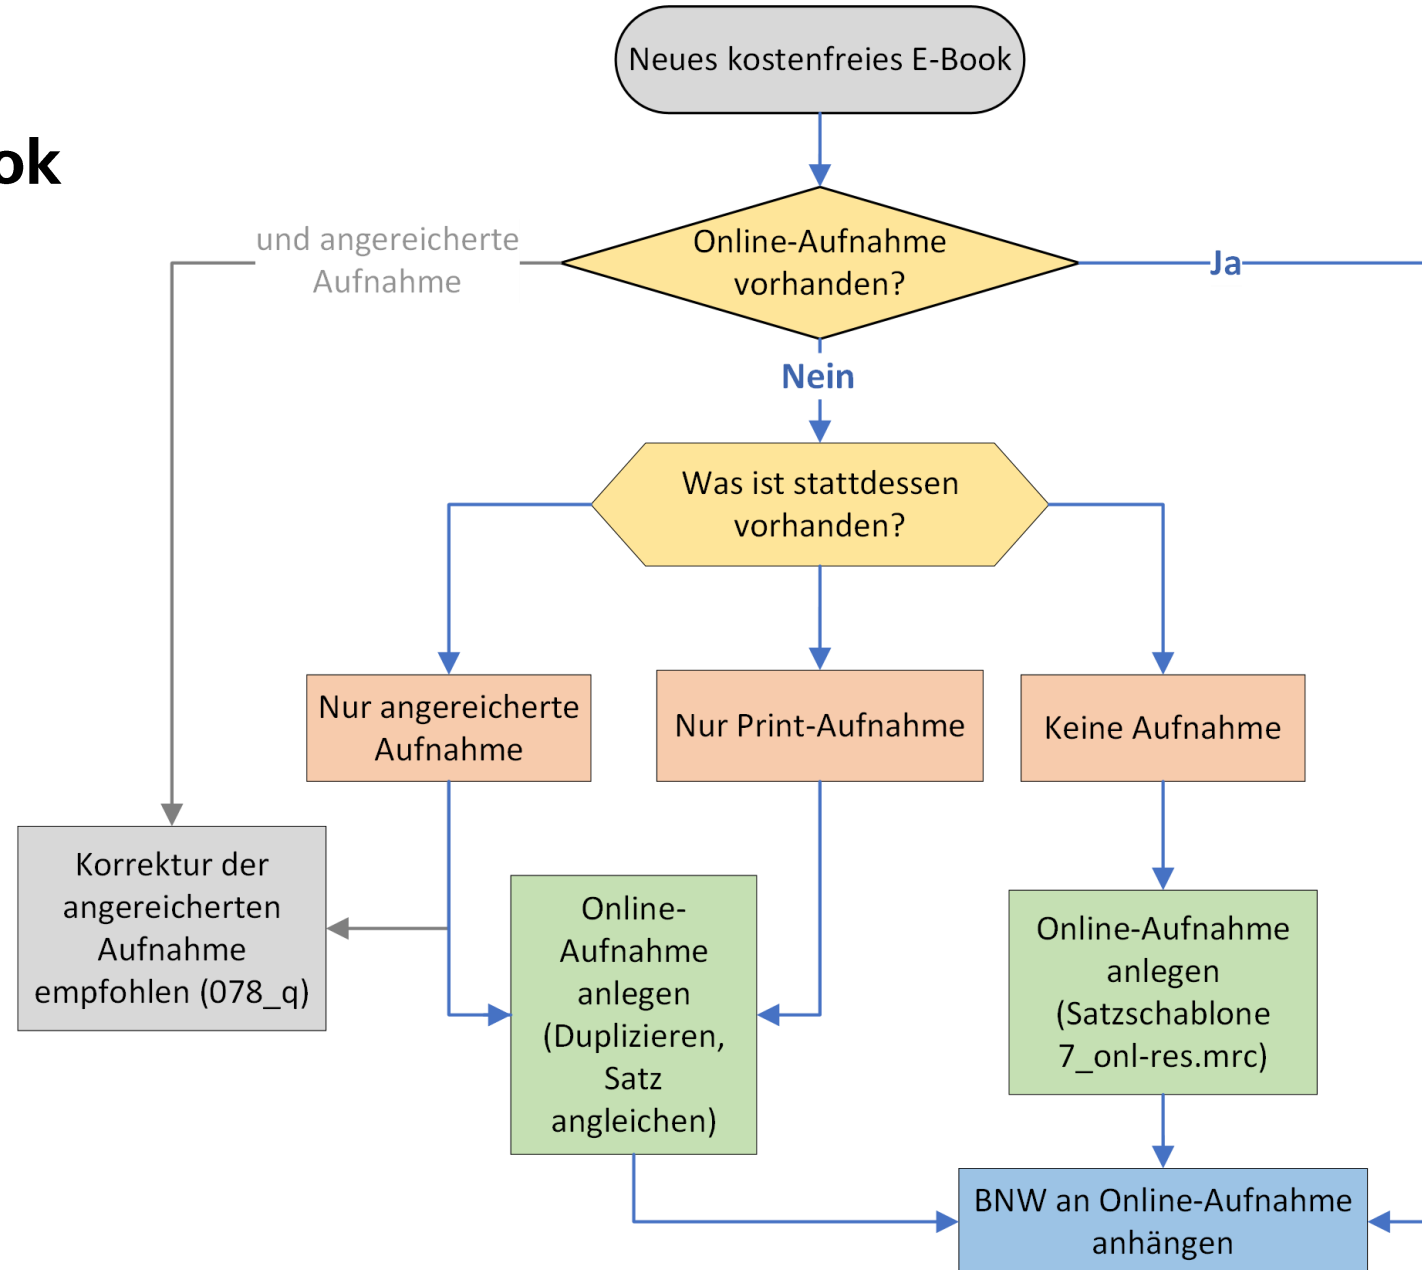 Neues kostenfreies E-Book
ok
und angereicherte
Aufnahme
Online-Aufnahme
vorhanden?
Ja
Nein
Was ist stattdessen
vorhanden?
Nur angereicherte
Aufnahme
Nur Print-Aufnahme
Keine Aufnahme
Korrektur der
angereicherten
Aufnahme
empfohlen (078_q)
Online-
Aufnahme
anlegen
(Duplizieren,
Satz
angleichen)
Online-Aufnahme
anlegen
(Satzschablone
7_onl-res.mrc)
BNW an Online-Aufnahme
anhängen